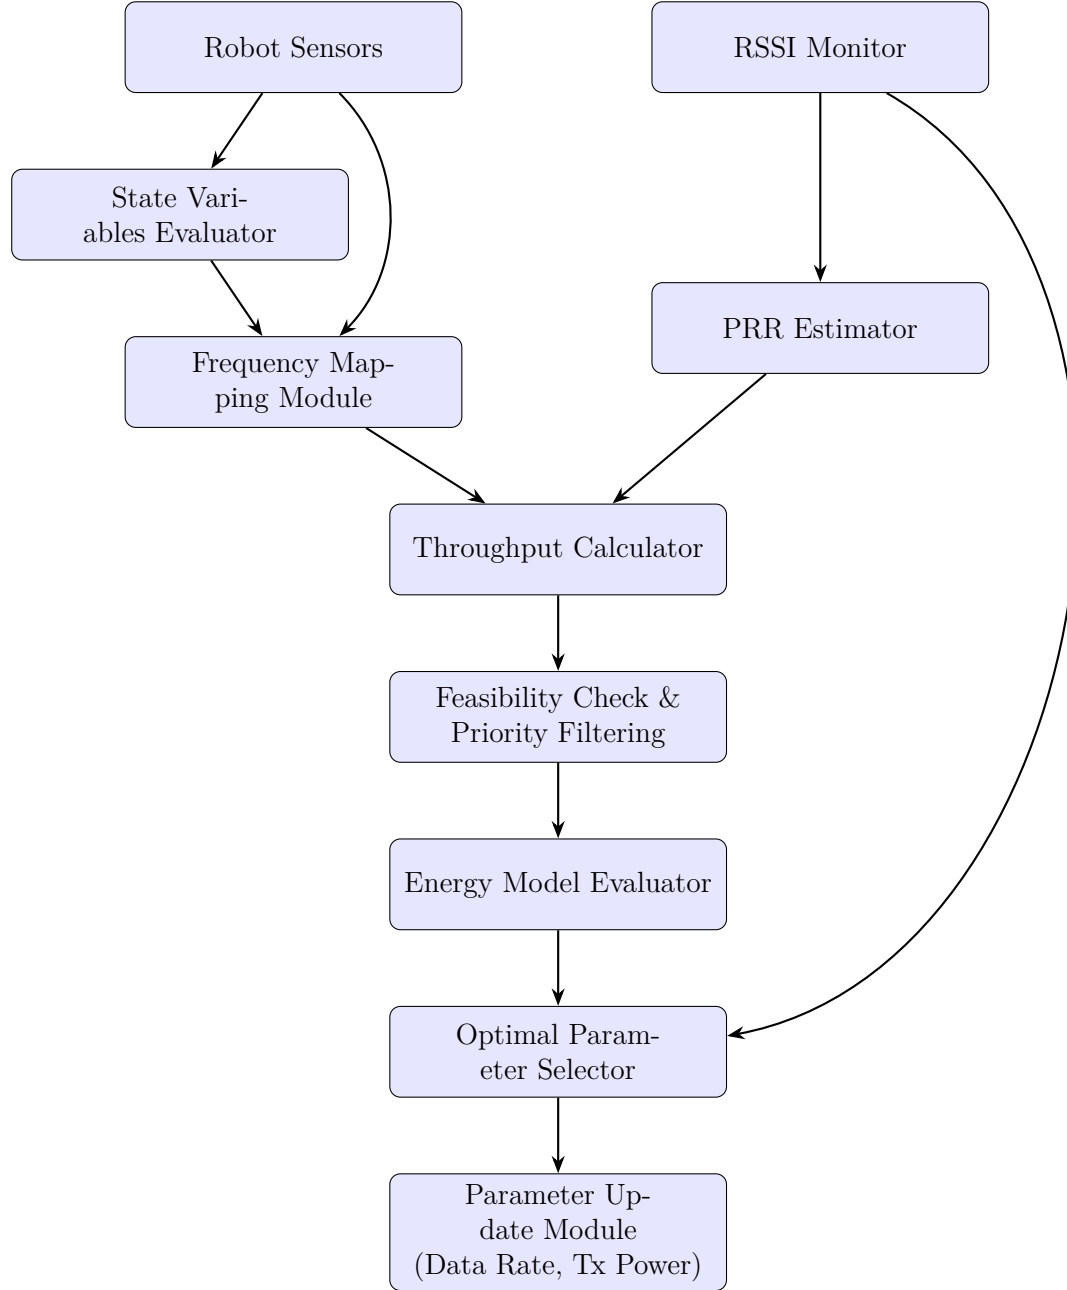 Robot Sensors
RSSI Monitor
State Vari-
ables Evaluator
PRR Estimator
Frequency Map-
ping Module
Throughput Calculator
Feasibility Check &
Priority Filtering
Energy Model Evaluator
Optimal Param-
eter Selector
Parameter Up-
date Module
(Data Rate, Tx Power)